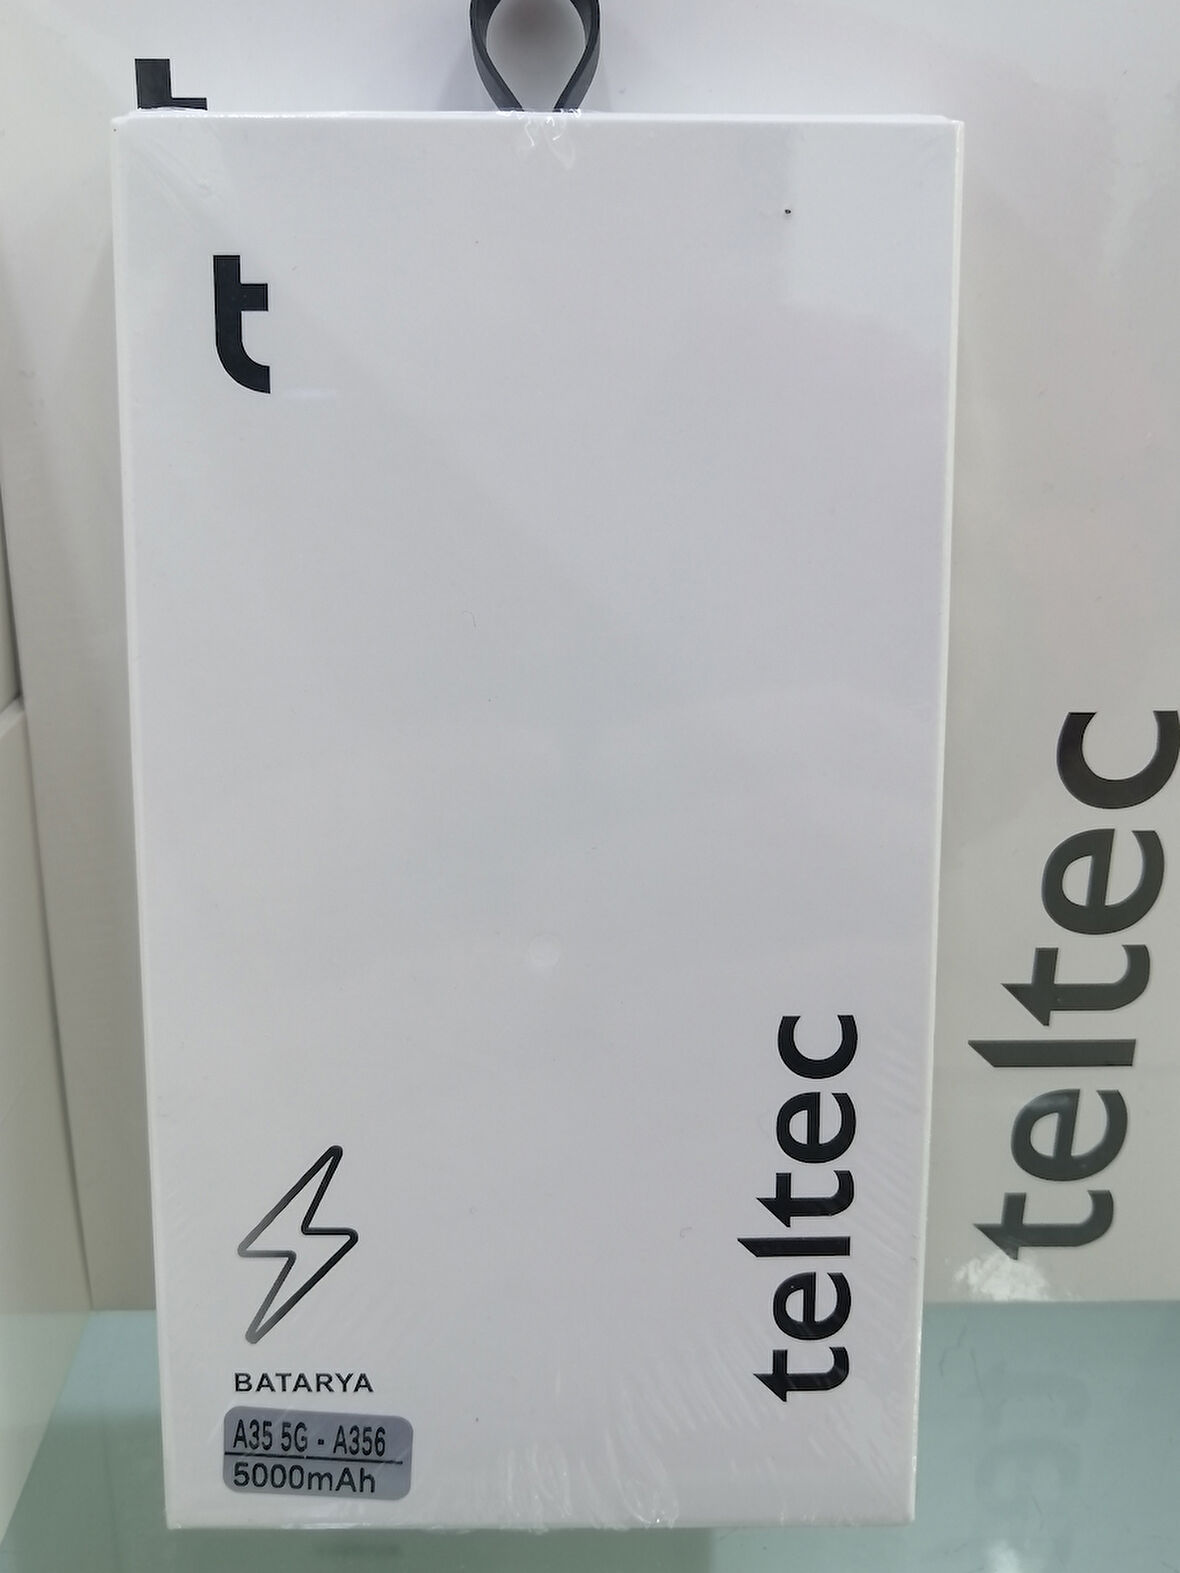 t
t
BATARYA
A35 5G - A356
5000mAh
teltec
teltec